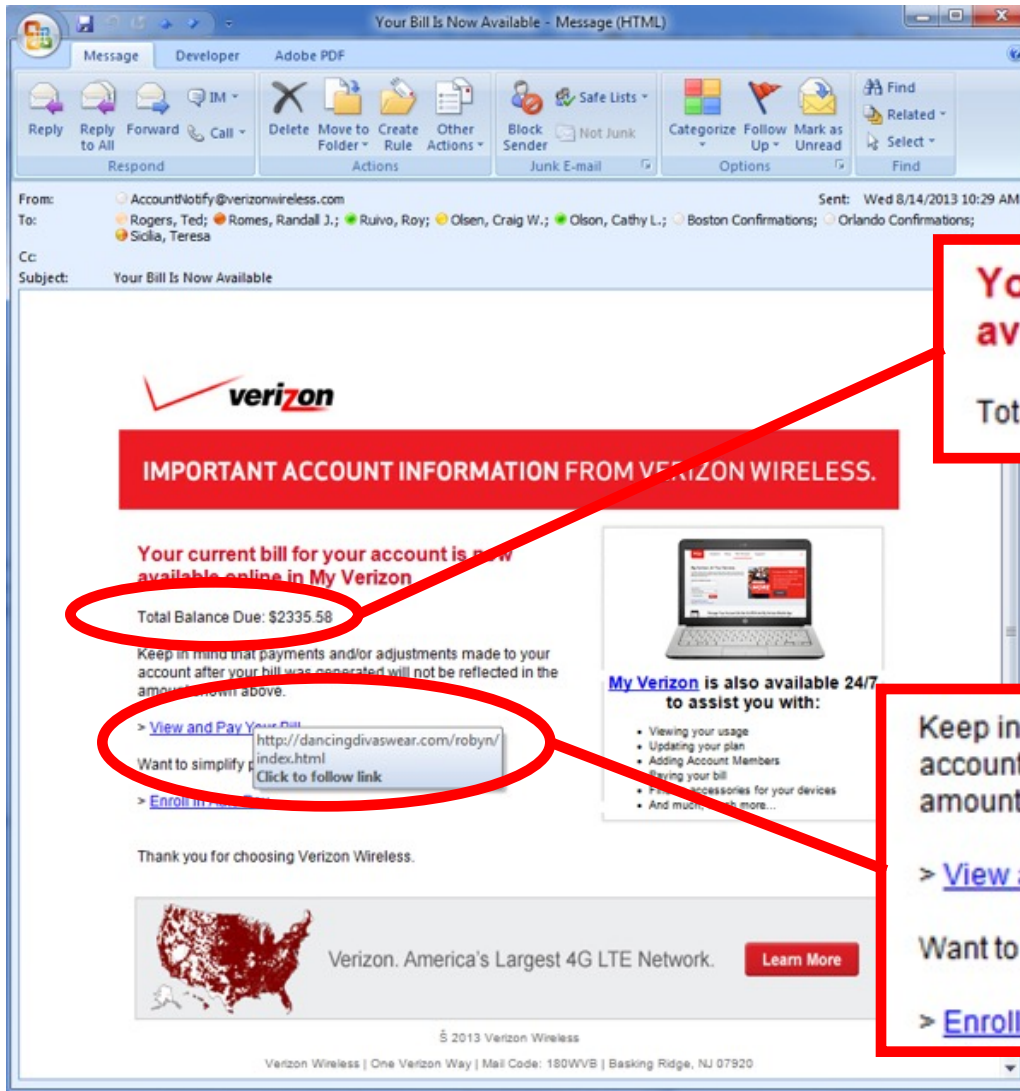 Your Bill Is Now Available - Message (HTML)
Message Developer Adobe PDF
Reply
Reply to All
Forward
IM
Call
Respond
Delete
Move to Folder
Create Rule
Other Actions
Actions
Block Sender
Safe Lists
Not Junk
Junk E-mail
Categorize
Follow Up
Mark as Unread
Options
Find
Related
Select
Find
From: AccountNotify@verizonwireless.com
Sent: Wed 8/14/2013 10:29 AM
To: Rogers, Ted; Romes, Randall J.; Ruivo, Roy; Olsen, Craig W.; Olson, Cathy L.; Boston Confirmations; Orlando Confirmations;
Sicilia, Teresa
Cc:
Subject: Your Bill Is Now Available
verizon
IMPORTANT ACCOUNT INFORMATION FROM VERIZON WIRELESS.
Your current bill for your account is now
available online in My Verizon
Total Balance Due: $2335.58
Keep in mind that payments and/or adjustments made to your
account after your bill was generated will not be reflected in the
amount shown above.
> View and Pay Your Bill
http://dancingdivaswear.com/robyn/
index.html
Click to follow link
Want to simplify
> Enroll in
Thank you for choosing Verizon Wireless.
My Verizon is also available 24/7
to assist you with:
• Viewing your usage
• Updating your plan
• Adding Account Members
• Paying your bill
• accessories for your devices
• And much, much more...
Verizon. America's Largest 4G LTE Network.
Learn More
Š 2013 Verizon Wireless
Verizon Wireless | One Verizon Way | Mail Code: 180WVB | Basking Ridge, NJ 07920
Yo
av
Tot
Keep in
account
amount
> View a
Want to
> Enroll